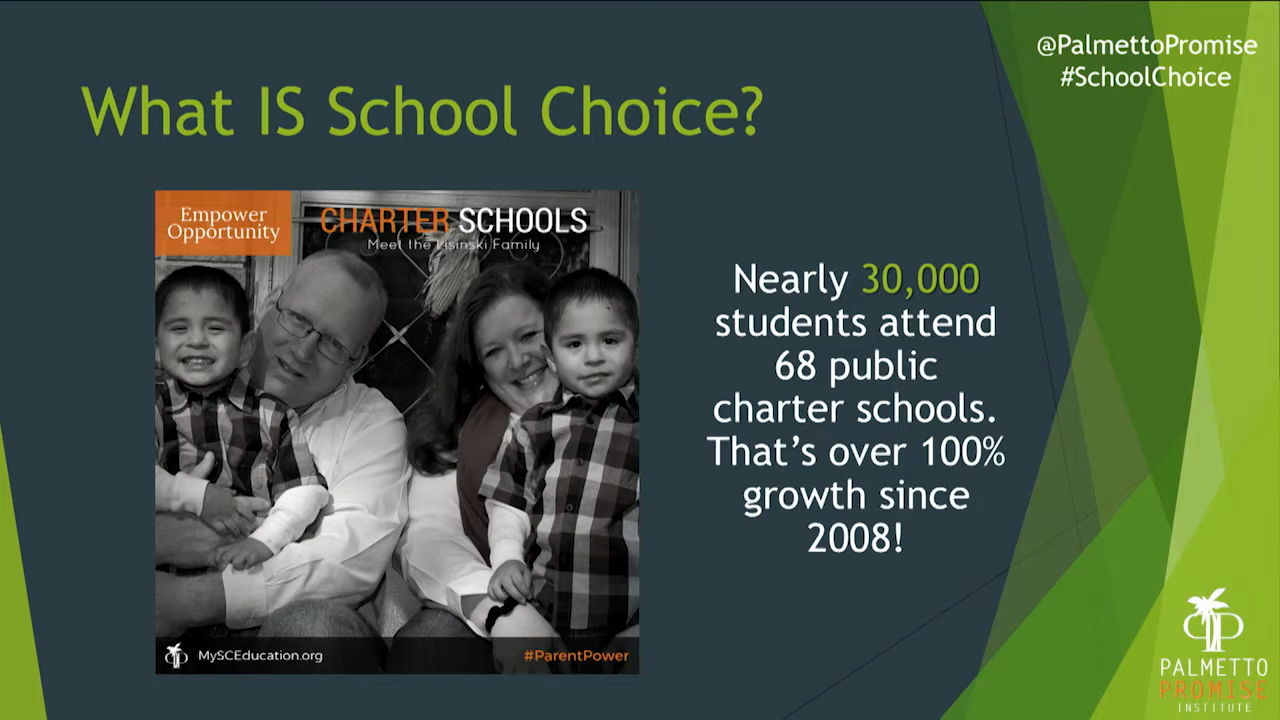 @PalmettoPromise
#SchoolChoice
What IS School Choice?
Empower
Opportunity
CHARTER SCHOOLS
Meet the Lisinski Family
Nearly 30,000
students attend
68 public
charter schools.
That’s over 100%
growth since
2008!
MySCEducation.org
#ParentPower
PALMETTO
PROMISE
INSTITUTE